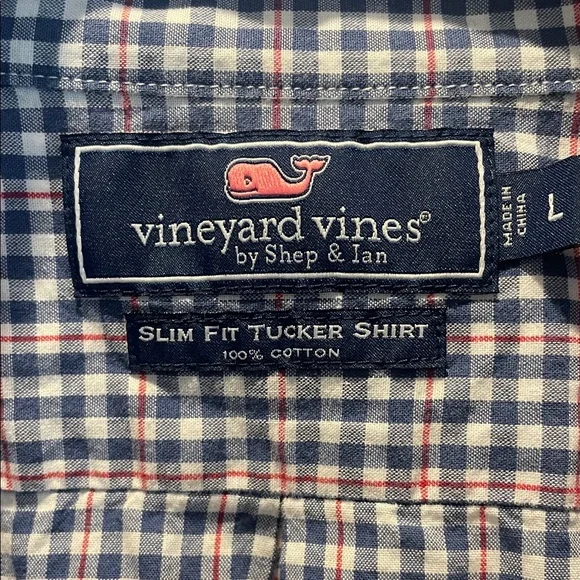 vineyard vines®
by Shep & Ian
SLIM FIT TUCKER SHIRT
100% COTTON
MADE IN
CHINA
L